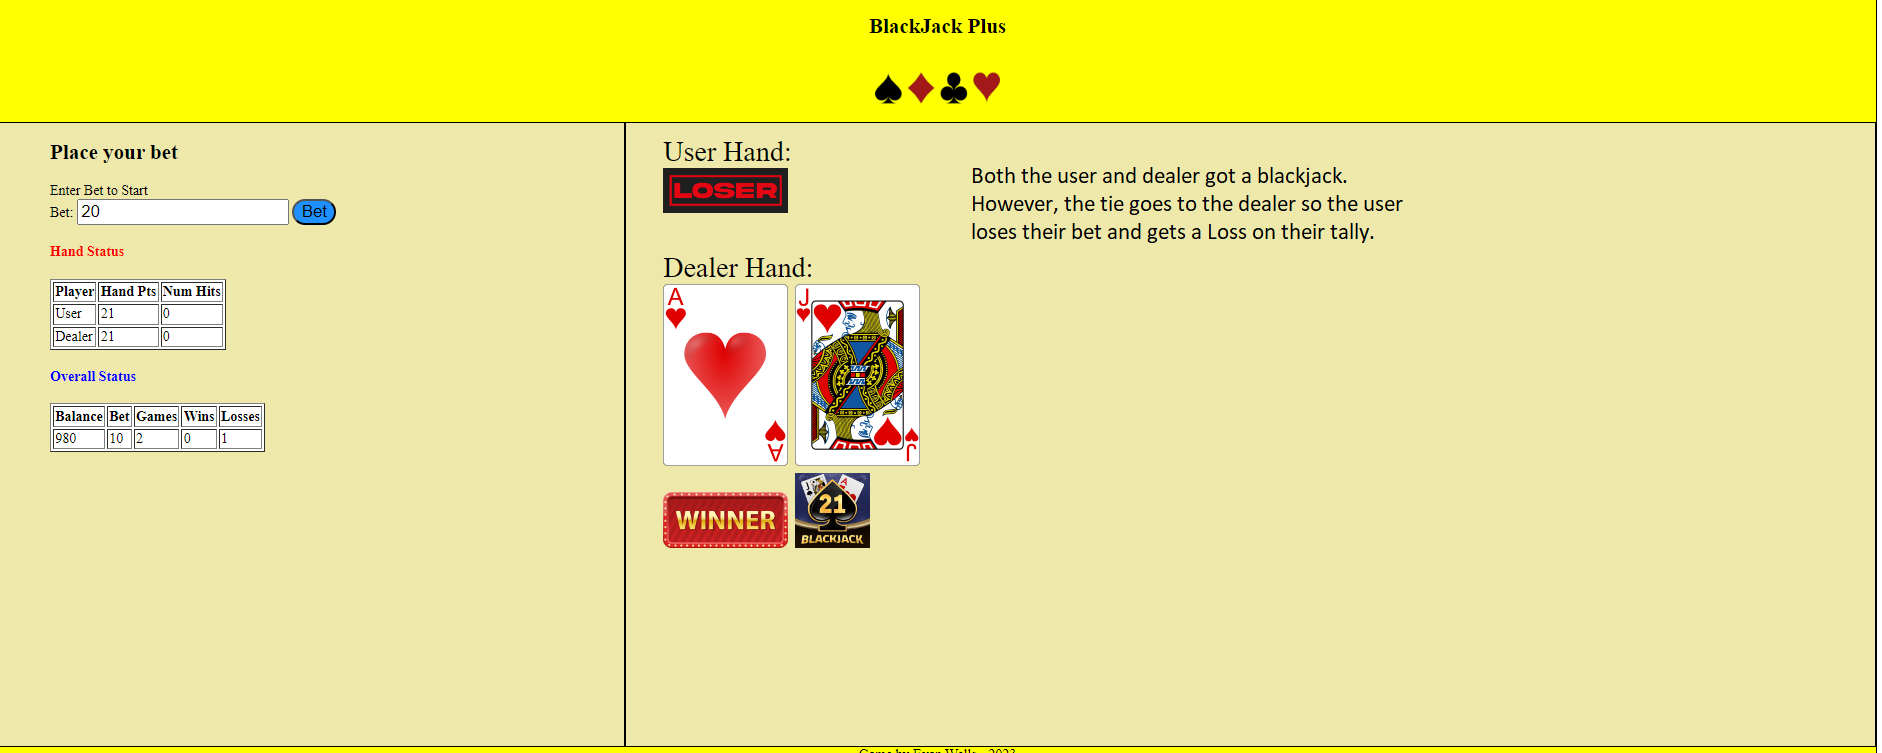 BlackJack Plus
Place your bet
Enter Bet to Start
Bet: 20 Bet
Hand Status
Player Hand Pts Num Hits
User 21 0
Dealer 21 0
Overall Status
Balance Bet Games Wins Losses
980 10 2 0 1
User Hand:
LOSER
Both the user and dealer got a blackjack.
However, the tie goes to the dealer so the user
loses their bet and gets a Loss on their tally.
Dealer Hand:
A J
A J
WINNER
J A
21
BLACKJACK